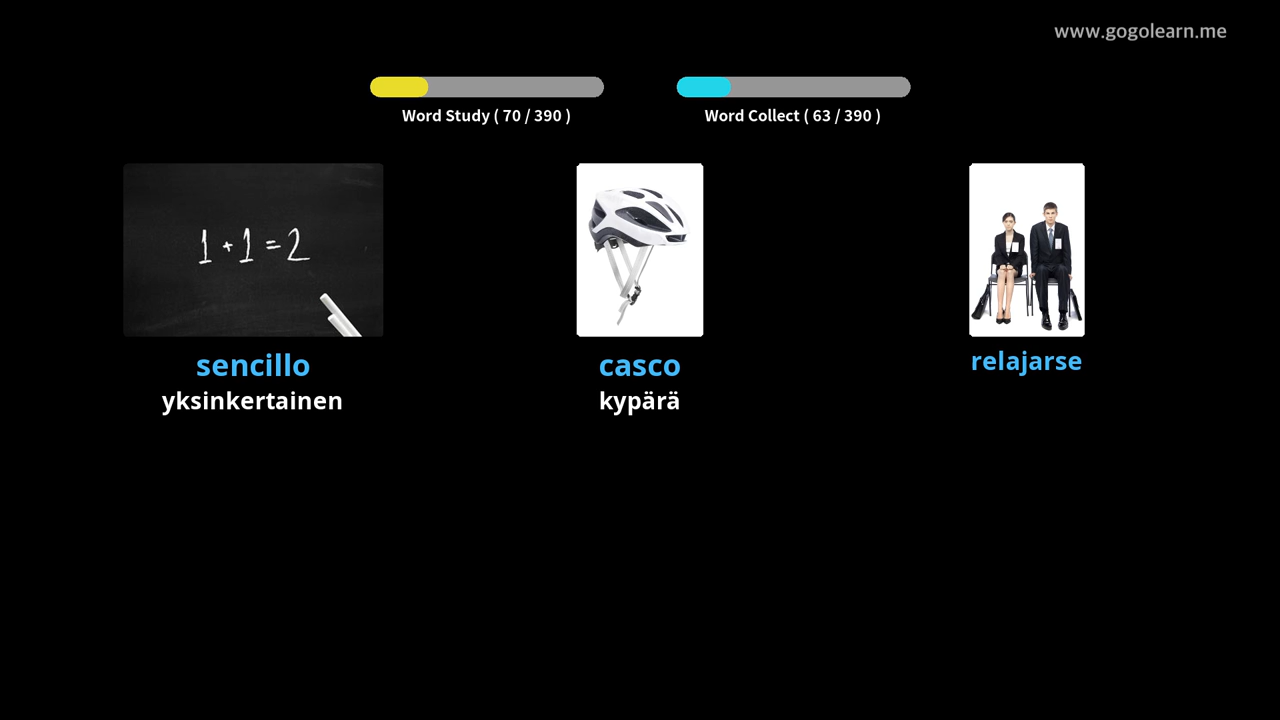 www.gogolearn.me
Word Study ( 70 / 390 )
Word Collect ( 63 / 390 )
1 + 1 = 2
sencillo
yksinkertainen
casco
kypärä
relajarse